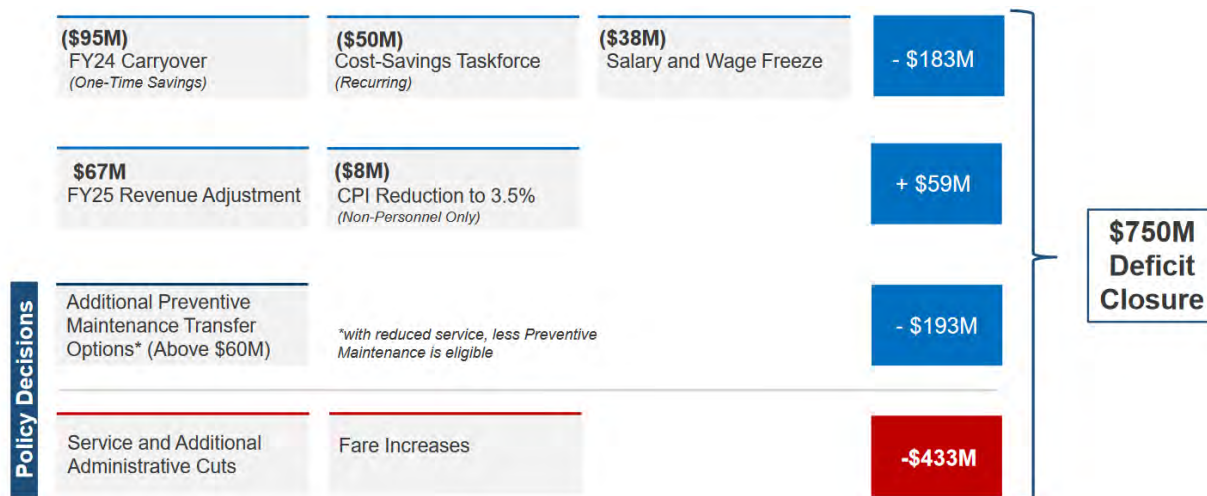 ($95M)
FY24 Carryover
(One-Time Savings)
($50M)
Cost-Savings Taskforce
(Recurring)
($38M)
Salary and Wage Freeze
- $183M
$67M
FY25 Revenue Adjustment
($8M)
CPI Reduction to 3.5%
(Non-Personnel Only)
+ $59M
$750M
Deficit
Closure
Policy Decisions
Additional Preventive
Maintenance Transfer
Options* (Above $60M)
*with reduced service, less Preventive
Maintenance is eligible
- $193M
Service and Additional
Administrative Cuts
Fare Increases
-$433M